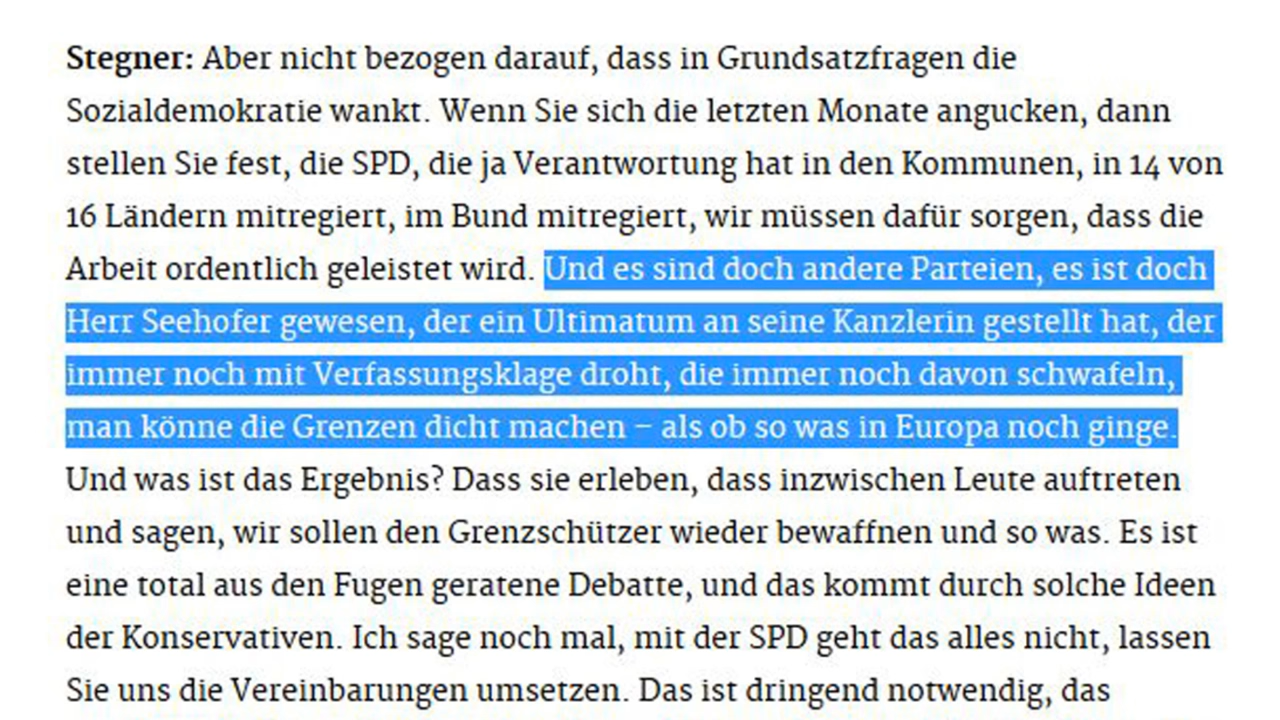 Stegner: Aber nicht bezogen darauf, dass in Grundsatzfragen die
Sozialdemokratie wankt. Wenn Sie sich die letzten Monate angucken, dann
stellen Sie fest, die SPD, die ja Verantwortung hat in den Kommunen, in 14 von
16 Ländern mitregiert, im Bund mitregiert, wir müssen dafür sorgen, dass die
Arbeit ordentlich geleistet wird. Und es sind doch andere Parteien, es ist doch
Herr Seehofer gewesen, der ein Ultimatum an seine Kanzlerin gestellt hat, der
immer noch mit Verfassungsklage droht, die immer noch davon schwafeln,
man könne die Grenzen dicht machen – als ob so was in Europa noch ginge.
Und was ist das Ergebnis? Dass sie erleben, dass inzwischen Leute auftreten
und sagen, wir sollen den Grenzschützer wieder bewaffnen und so was. Es ist
eine total aus den Fugen geratene Debatte, und das kommt durch solche Ideen
der Konservativen. Ich sage noch mal, mit der SPD geht das alles nicht, lassen
Sie uns die Vereinbarungen umsetzen. Das ist dringend notwendig, das